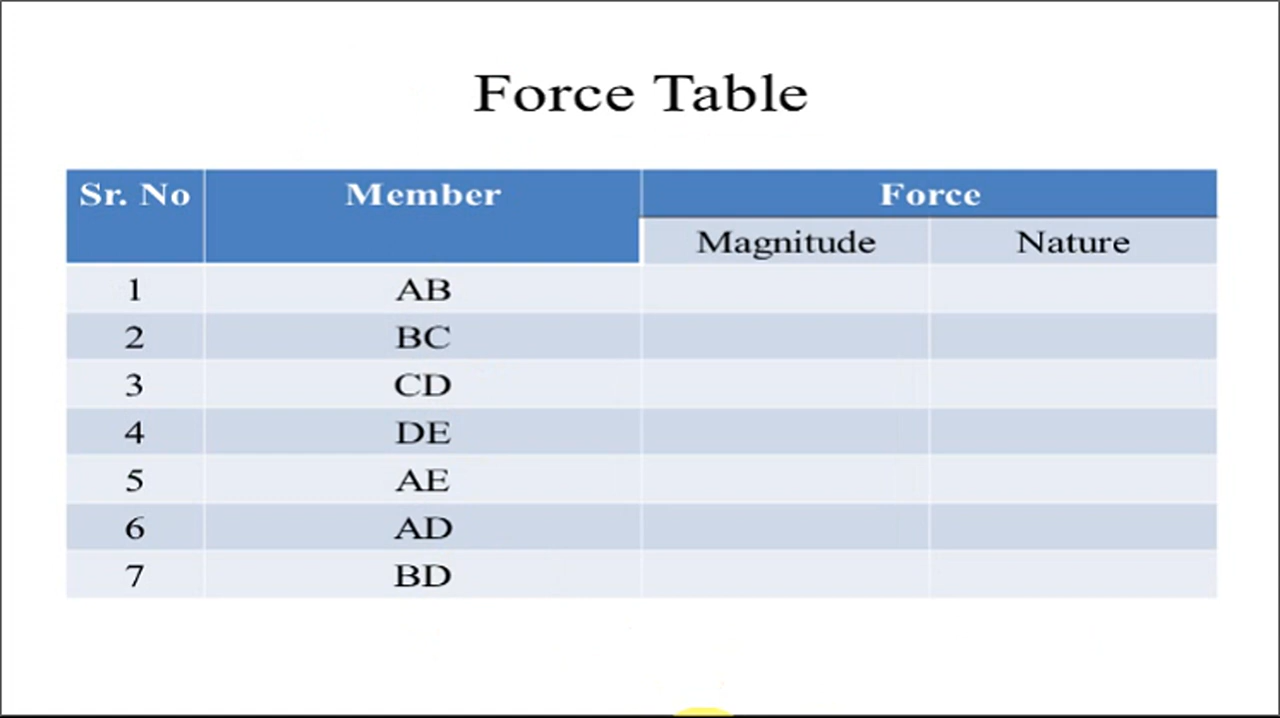 Force Table
Sr. No Member Force
Magnitude Nature
1 AB
2 BC
3 CD
4 DE
5 AE
6 AD
7 BD